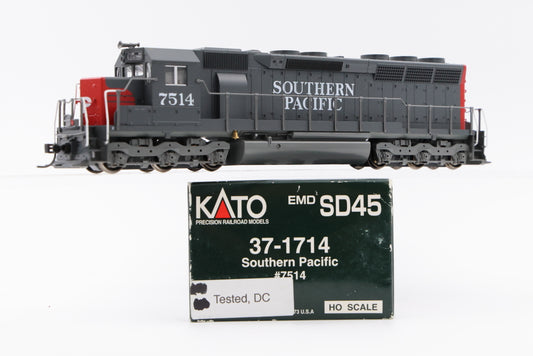 7514
SOUTHERN
PACIFIC
KATO
PRECISION RAILROAD MODELS
EMD SD45
37-1714
Southern Pacific
#7514
Tested, DC
HO SCALE
U.S.A